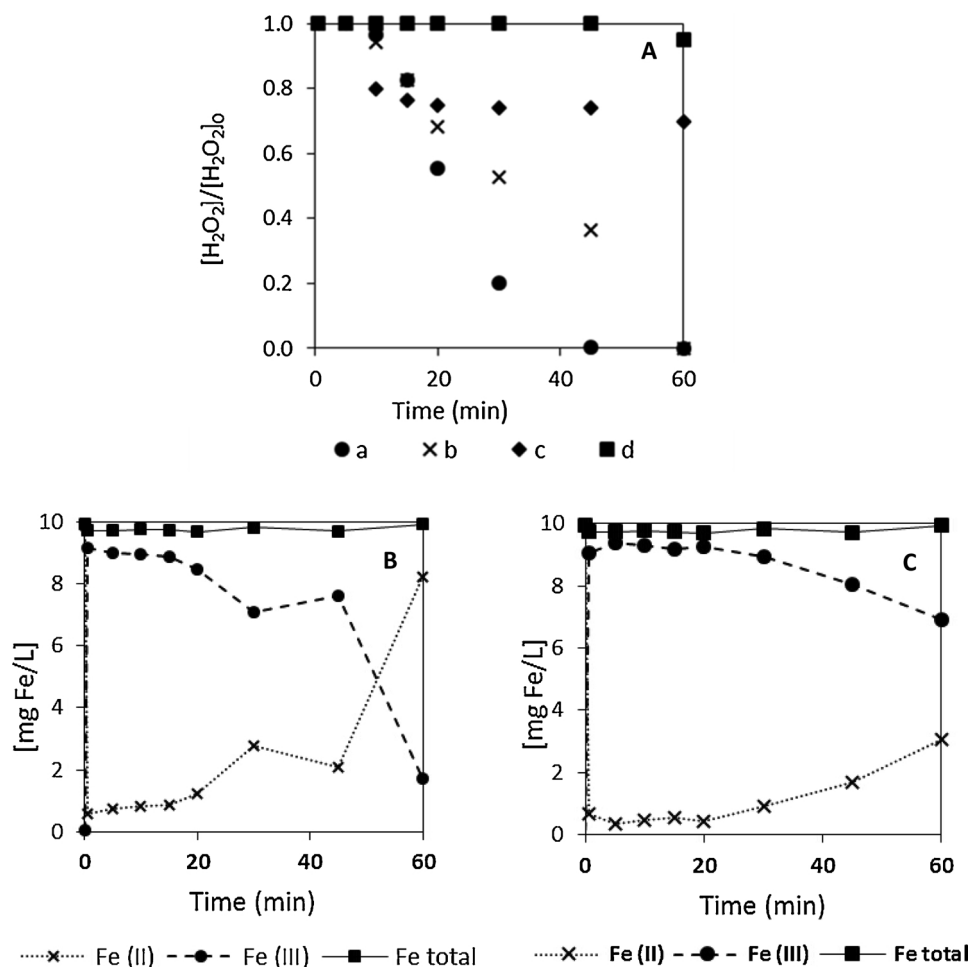 1.0
0.8
0.6
0.4
0.2
0.0
[H₂O₂]/[H₂O₂]₀
A
0 20 40 60
Time (min)
a b c d
10
8
6
4
2
0
[mg Fe/L]
B
0 20 40 60
Time (min)
Fe (II) Fe (III) Fe total
10
8
6
4
2
0
[mg Fe/L]
C
0 20 40 60
Time (min)
Fe (II) Fe (III) Fe total